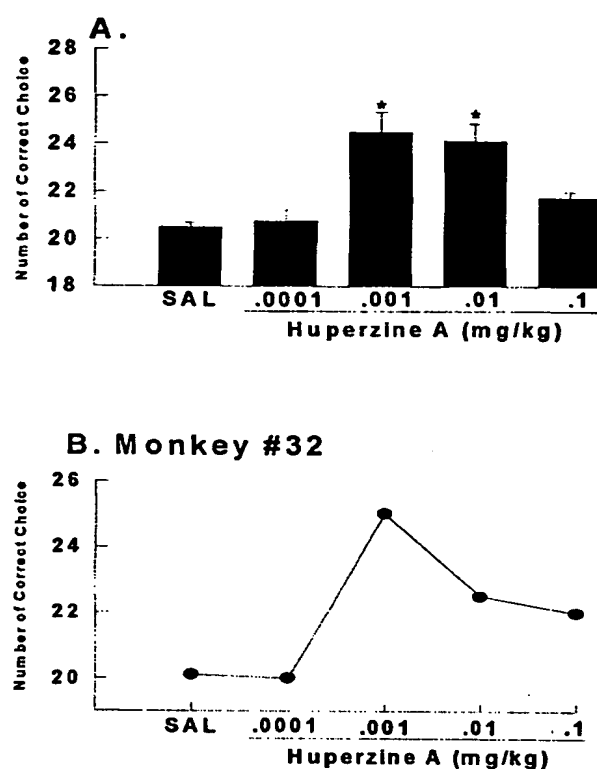 A.
Number of Correct Choice
28
26
24
22
20
18
* *
SAL .0001 .001 .01 .1
Huperzine A (mg/kg)
B. Monkey #32
Number of Correct Choice
26
24
22
20
SAL .0001 .001 .01 .1
Huperzine A (mg/kg)